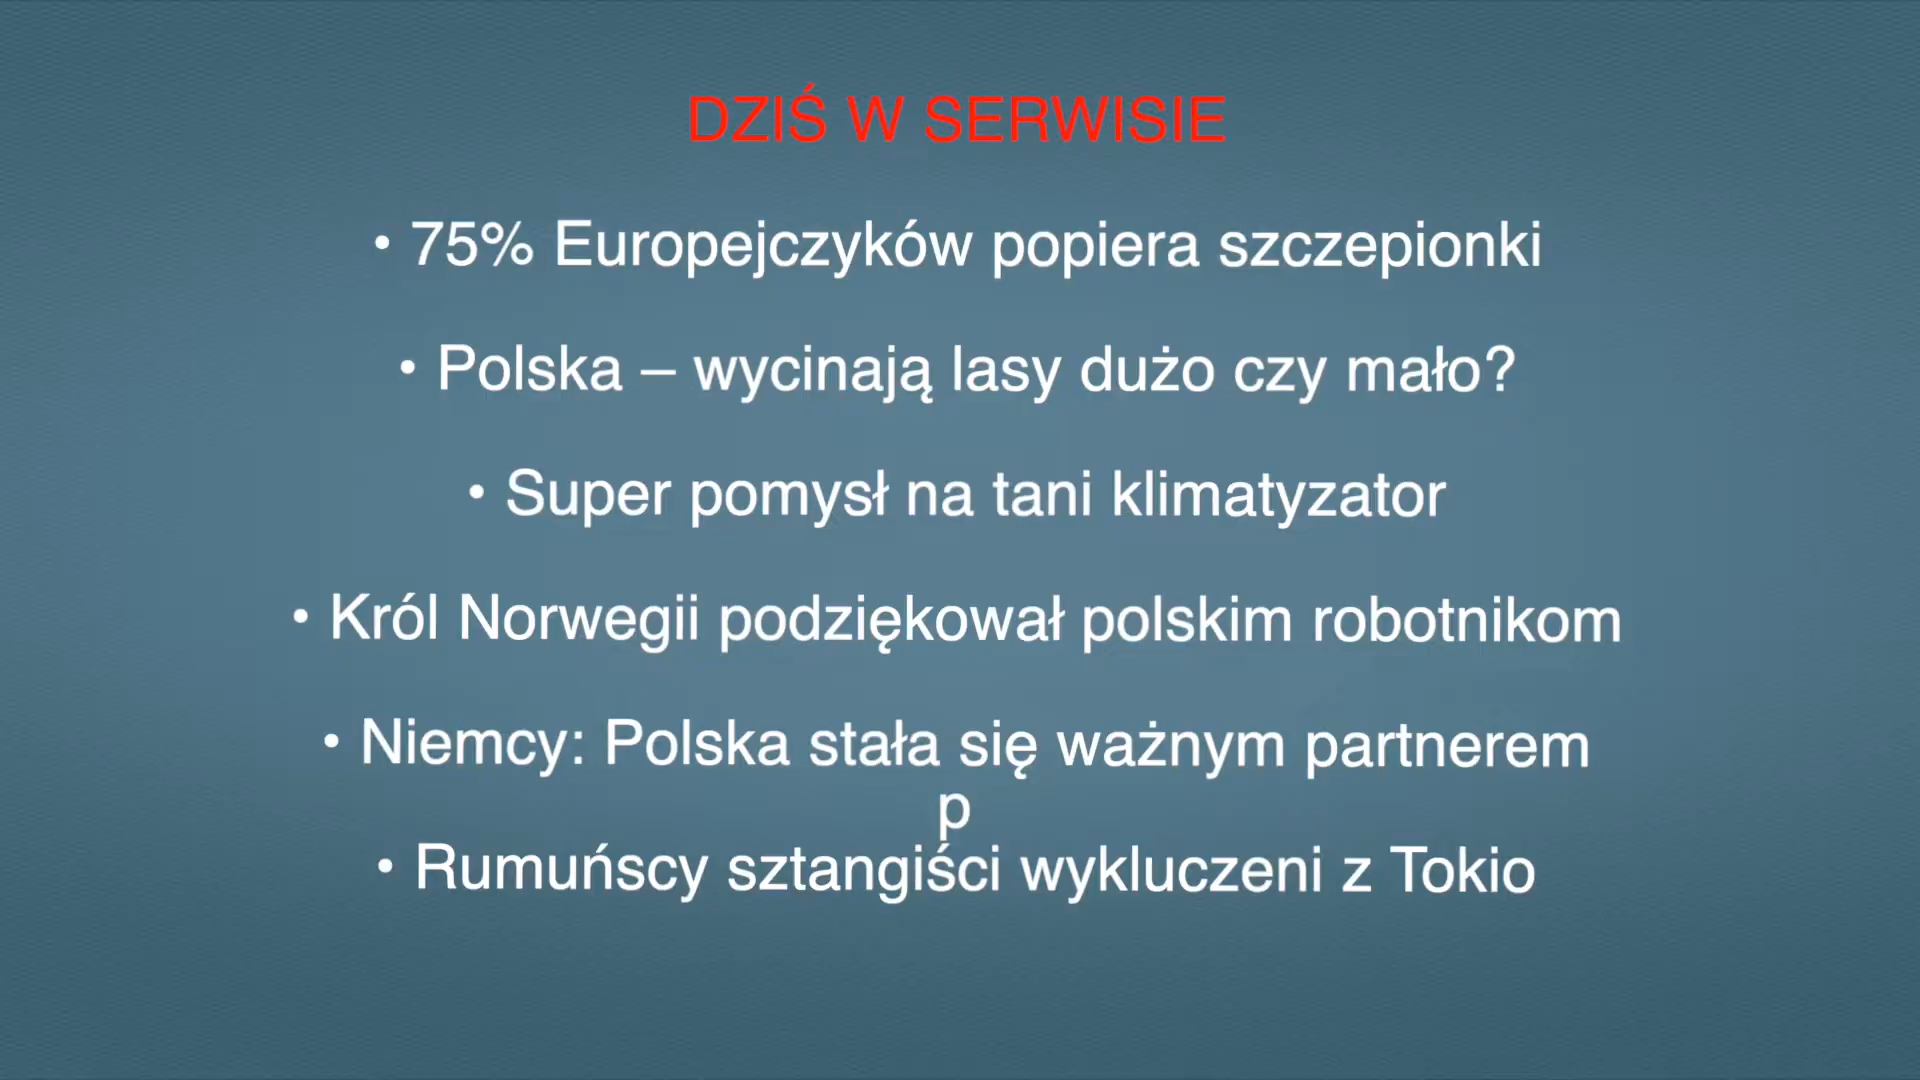 DZIŚ W SERWISIE
• 75% Europejczyków popiera szczepionki
• Polska – wycinają lasy dużo czy mało?
• Super pomysł na tani klimatyzator
• Król Norwegii podziękował polskim robotnikom
• Niemcy: Polska stała się ważnym partnerem
p
• Rumuńscy sztangiści wykluczeni z Tokio